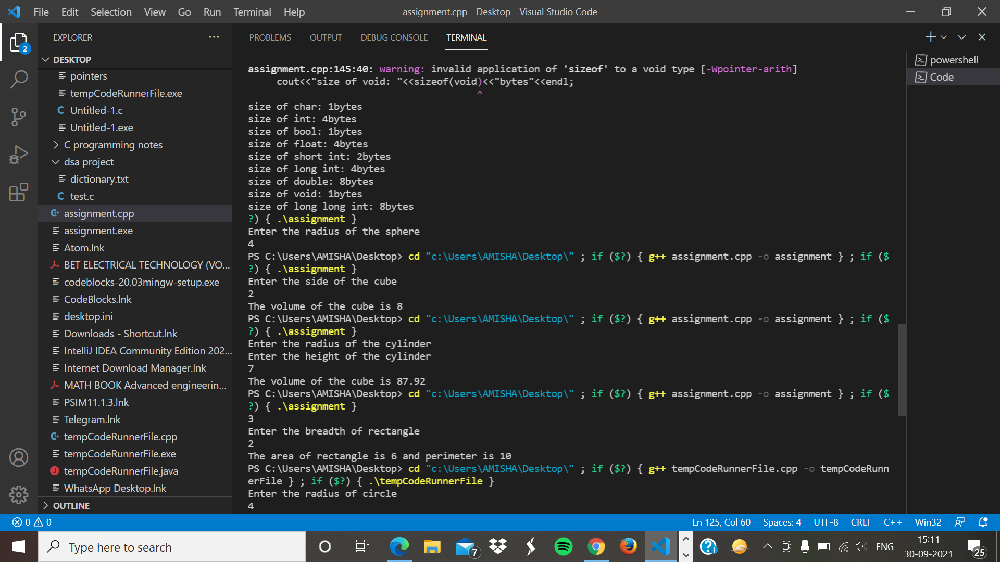 File Edit Selection View Go Run Terminal Help
assignment.cpp - Desktop - Visual Studio Code
EXPLORER ...
2
DESKTOP
pointers
tempCodeRunnerFile.exe
C Untitled-1.c
Untitled-1.exe
C programming notes
dsa project
dictionary.txt
C test.c
assignment.cpp
assignment.exe
Atom.lnk
BET ELECTRICAL TECHNOLOGY (VO...
codeblocks-20.03mingw-setup.exe
CodeBlocks.lnk
desktop.ini
Downloads - Shortcut.lnk
IntelliJ IDEA Community Edition 202...
Internet Download Manager.lnk
MATH BOOK Advanced engineerin...
PSIM11.1.3.lnk
Telegram.lnk
tempCodeRunnerFile.cpp
tempCodeRunnerFile.exe
J tempCodeRunnerFile.java
WhatsApp Desktop.lnk
OUTLINE
PROBLEMS OUTPUT DEBUG CONSOLE TERMINAL
assignment.cpp:145:40: warning: invalid application of 'sizeof' to a void type [-Wpointer-arith]
cout<<"size of void: "<<sizeof(void)<<"bytes"<<endl;
^
size of char: 1bytes
size of int: 4bytes
size of bool: 1bytes
size of float: 4bytes
size of short int: 2bytes
size of long int: 4bytes
size of double: 8bytes
size of void: 1bytes
size of long long int: 8bytes
?) { .\assignment }
Enter the radius of the sphere
4
PS C:\Users\AMISHA\Desktop> cd "c:\Users\AMISHA\Desktop\" ; if ($?) { g++ assignment.cpp -o assignment } ; if ($
?) { .\assignment }
Enter the side of the cube
2
The volume of the cube is 8
PS C:\Users\AMISHA\Desktop> cd "c:\Users\AMISHA\Desktop\" ; if ($?) { g++ assignment.cpp -o assignment } ; if ($
?) { .\assignment }
Enter the radius of the cylinder
Enter the height of the cylinder
7
The volume of the cube is 87.92
PS C:\Users\AMISHA\Desktop> cd "c:\Users\AMISHA\Desktop\" ; if ($?) { g++ assignment.cpp -o assignment } ; if ($
?) { .\assignment }
3
Enter the breadth of rectangle
2
The area of rectangle is 6 and perimeter is 10
PS C:\Users\AMISHA\Desktop> cd "c:\Users\AMISHA\Desktop\" ; if ($?) { g++ tempCodeRunnerFile.cpp -o tempCodeRunn
erFile } ; if ($?) { .\tempCodeRunnerFile }
Enter the radius of circle
4
powershell
Code
0 0
Ln 125, Col 60 Spaces: 4 UTF-8 CRLF C++ Win32
Type here to search
7
ENG
15:11
30-09-2021
25